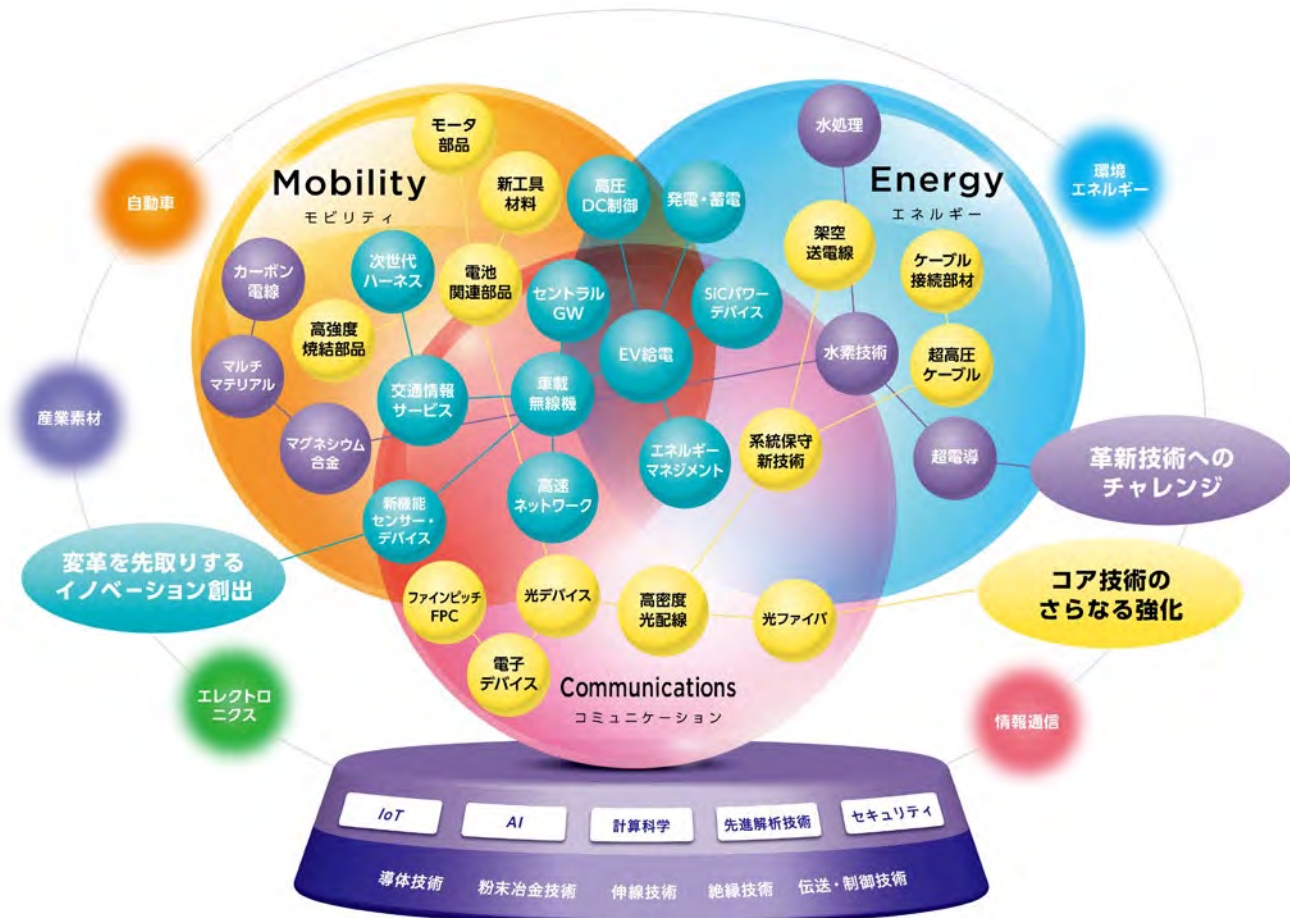 モータ
部品
水処理
Mobility
モビリティ
新工具
材料
高圧
DC制御
発電・蓄電
Energy
エネルギー
環境
エネルギー
自動車
架空
送電線
ケーブル
接続部材
カーボン
電線
次世代
ハーネス
電池
関連部品
セントラル
GW
SiCパワー
デバイス
高強度
焼結部品
EV給電
水素技術
超高圧
ケーブル
マルチ
マテリアル
交通情報
サービス
車載
無線機
産業素材
マグネシウム
合金
エネルギー
マネジメント
系統保守
新技術
超電導
革新技術への
チャレンジ
高速
ネットワーク
新機能
センサー・
デバイス
変革を先取りする
イノベーション創出
コア技術の
さらなる強化
ファインピッチ
FPC
光デバイス
高密度
光配線
光ファイバ
電子
デバイス
Communications
コミュニケーション
エレクトロ
ニクス
情報通信
IoT
AI
計算科学
先進解析技術
セキュリティ
導体技術
粉末冶金技術
伸線技術
絶縁技術
伝送・制御技術